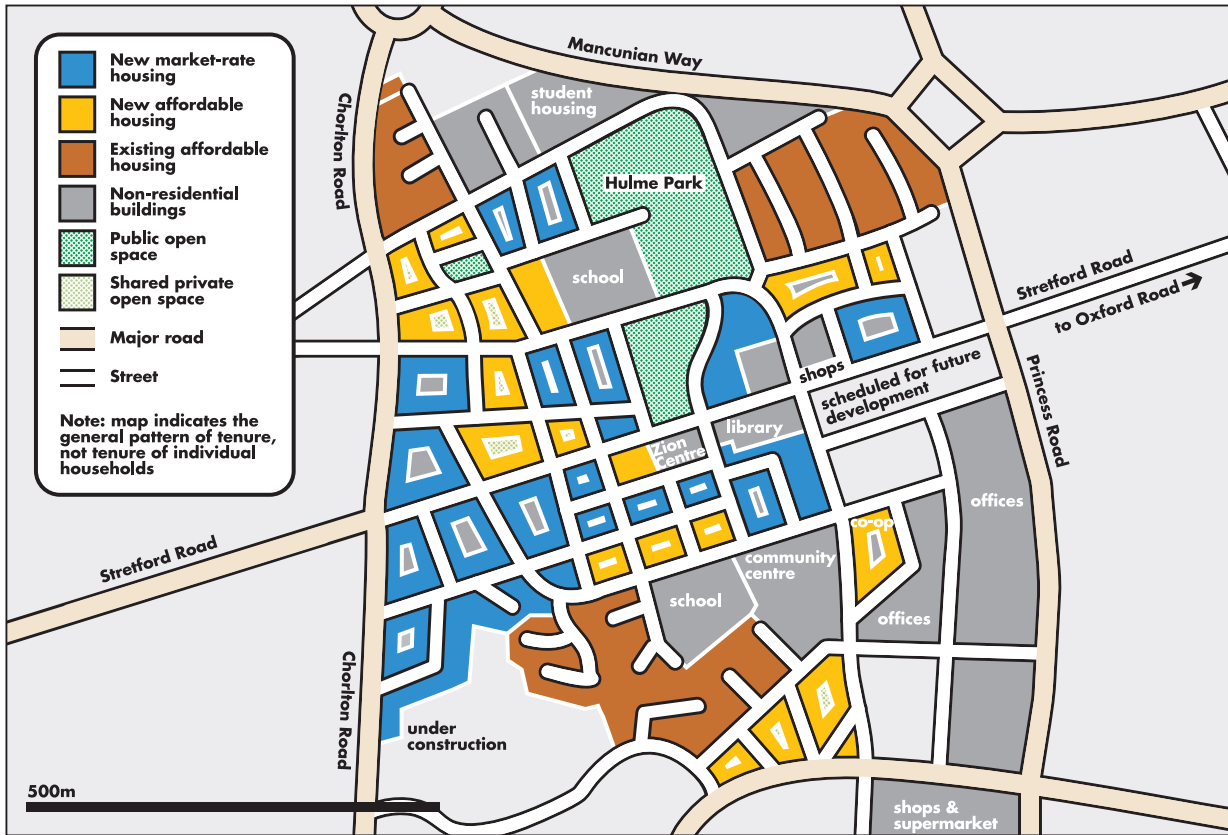 New market-rate
housing
New affordable
housing
Existing affordable
housing
Non-residential
buildings
Public open
space
Shared private
open space
Major road
Street
Note: map indicates the
general pattern of tenure,
not tenure of individual
households
Mancunian Way
Chorlton Road
student
housing
Hulme Park
school
Stretford Road
to Oxford Road
shops
scheduled for future
development
Princess Road
library
Zion
Centre
co-op
offices
Stretford Road
community
centre
school
offices
Chorlton Road
under
construction
500m
shops &
supermarket